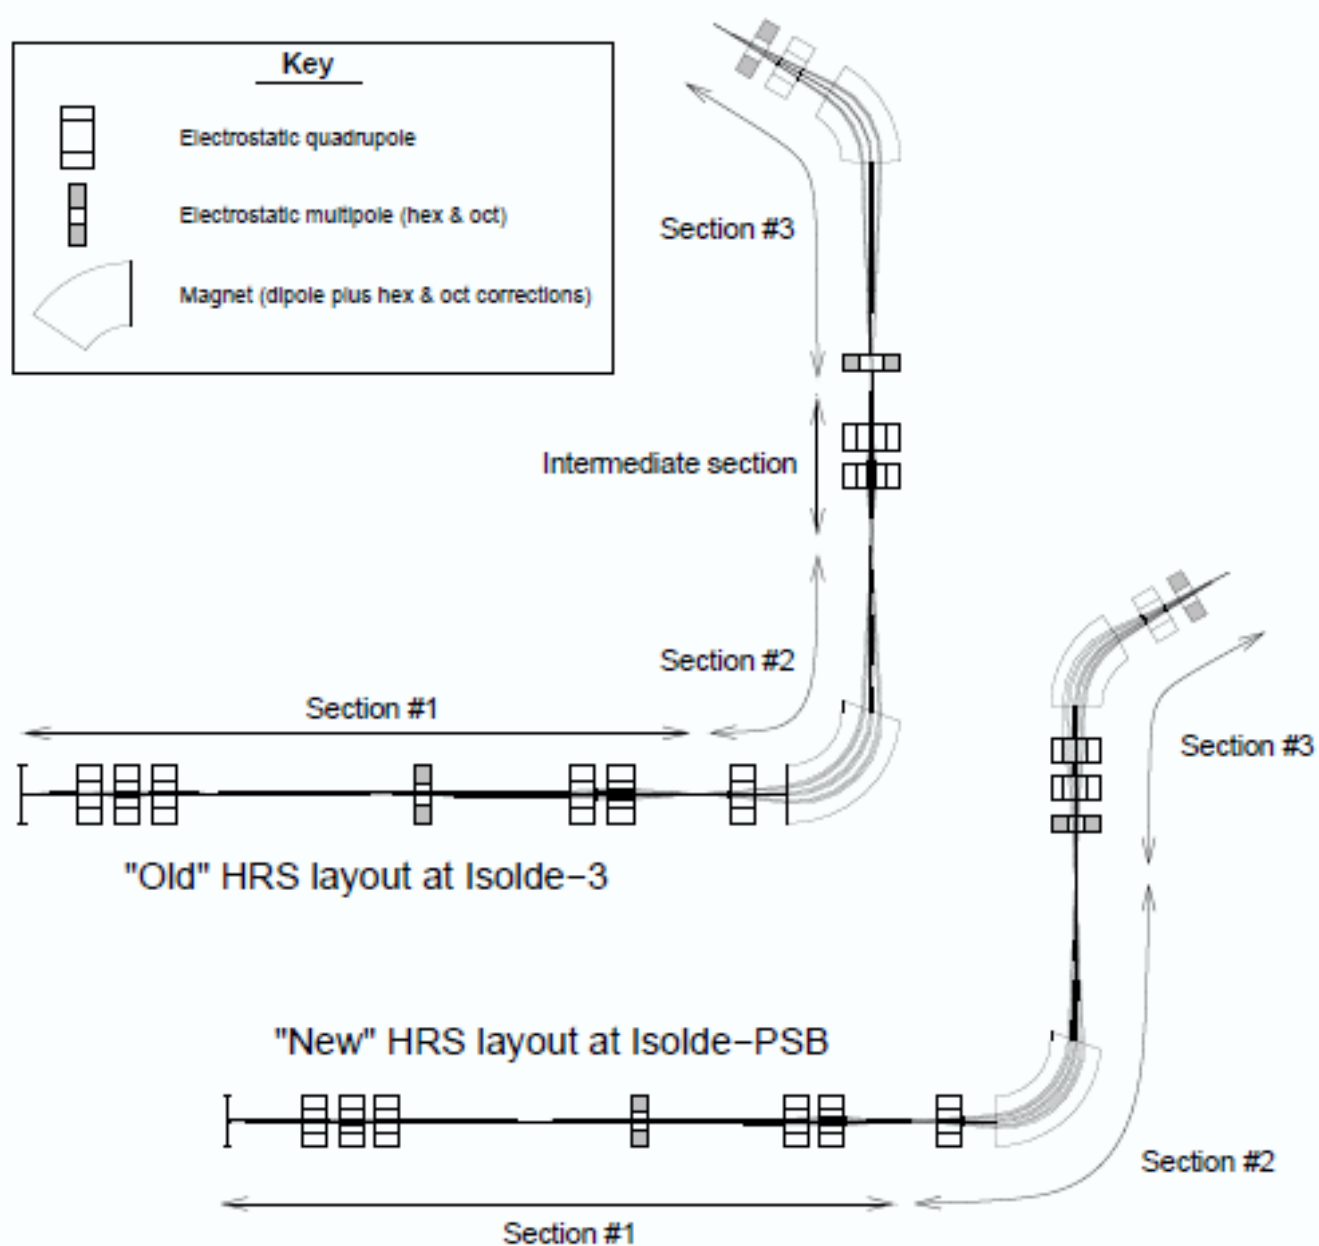 Key
Electrostatic quadrupole
Electrostatic multipole (hex & oct)
Magnet (dipole plus hex & oct corrections)
Section #3
Intermediate section
Section #2
Section #1
"Old" HRS layout at Isolde−3
Section #3
"New" HRS layout at Isolde−PSB
Section #2
Section #1